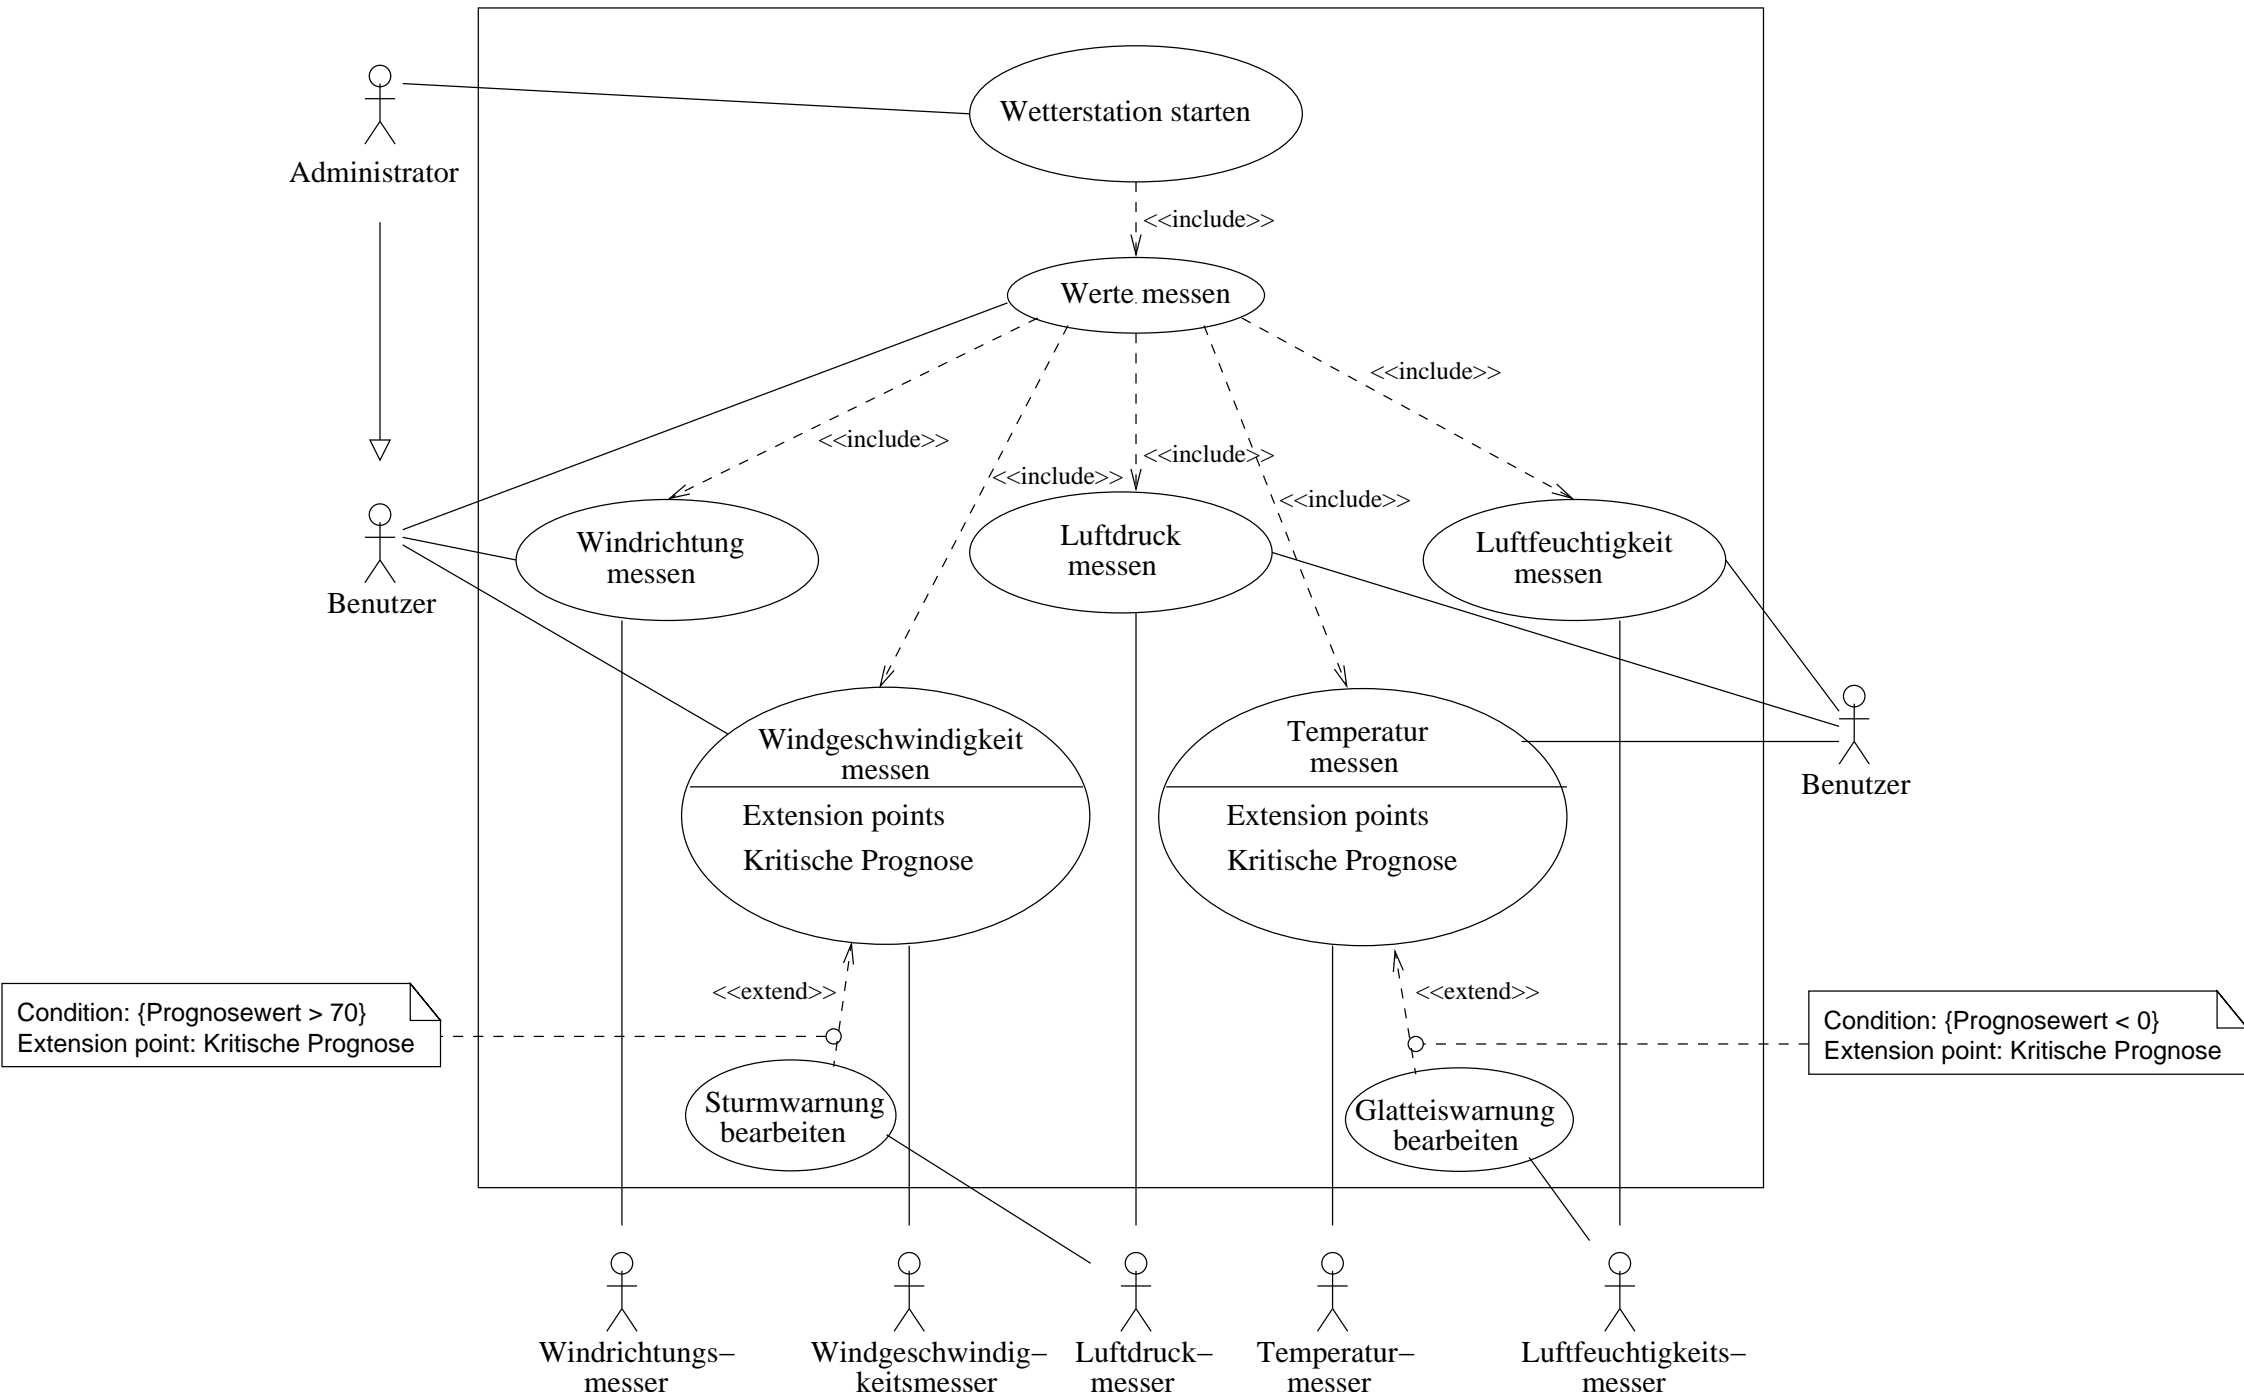 Wetterstation starten
Administrator
<<include>>
Werte messen
<<include>>
<<include>>
<<include>>
<<include>>
<<include>>
Windrichtung
messen
Luftdruck
messen
Luftfeuchtigkeit
messen
Benutzer
Windgeschwindigkeit
messen
Extension points
Kritische Prognose
Temperatur
messen
Extension points
Kritische Prognose
Benutzer
<<extend>>
<<extend>>
Condition: {Prognosewert > 70}
Extension point: Kritische Prognose
Condition: {Prognosewert < 0}
Extension point: Kritische Prognose
Sturmwarnung
bearbeiten
Glatteiswarnung
bearbeiten
Windrichtungs–
messer
Windgeschwindig–
keitsmesser
Luftdruck–
messer
Temperatur–
messer
Luftfeuchtigkeits–
messer